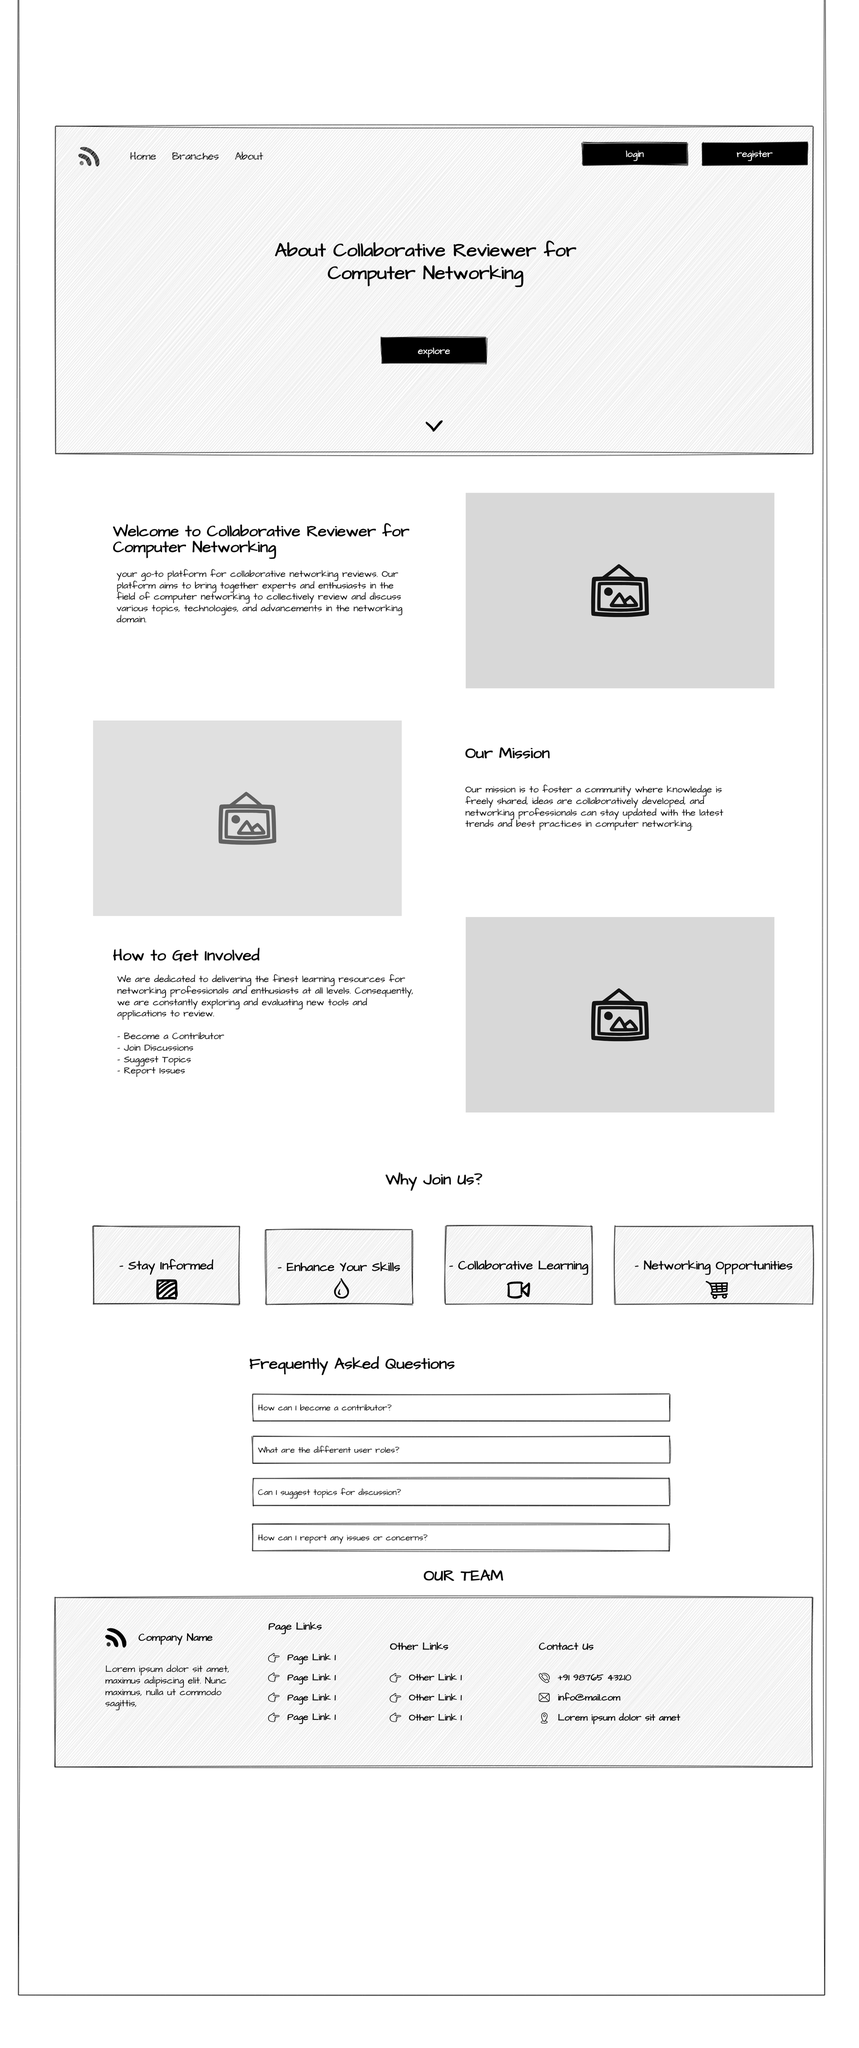 Home Branches About login register
About Collaborative Reviewer for
Computer Networking
explore
Welcome to Collaborative Reviewer for
Computer Networking
your go-to platform for collaborative networking reviews. Our
platform aims to bring together experts and enthusiasts in the
field of computer networking to collectively review and discuss
various topics, technologies, and advancements in the networking
domain.
Our Mission
Our mission is to foster a community where knowledge is
freely shared, ideas are collaboratively developed, and
networking professionals can stay updated with the latest
trends and best practices in computer networking.
How to Get Involved
We are dedicated to delivering the finest learning resources for
networking professionals and enthusiasts at all levels. Consequently,
we are constantly exploring and evaluating new tools and
applications to review.
- Become a Contributor
- Join Discussions
- Suggest Topics
- Report Issues
Why Join Us?
- Stay Informed
- Enhance Your Skills
- Collaborative Learning
- Networking Opportunities
Frequently Asked Questions
How can I become a contributor?
What are the different user roles?
Can I suggest topics for discussion?
How can I report any issues or concerns?
OUR TEAM
Company Name
Lorem ipsum dolor sit amet,
maximus adipiscing elit. Nunc
maximus, nulla ut commodo
sagittis,
Page Links
Page Link 1
Page Link 1
Page Link 1
Page Link 1
Other Links
Other Link 1
Other Link 1
Other Link 1
Contact Us
+91 98765 43210
info@mail.com
Lorem ipsum dolor sit amet